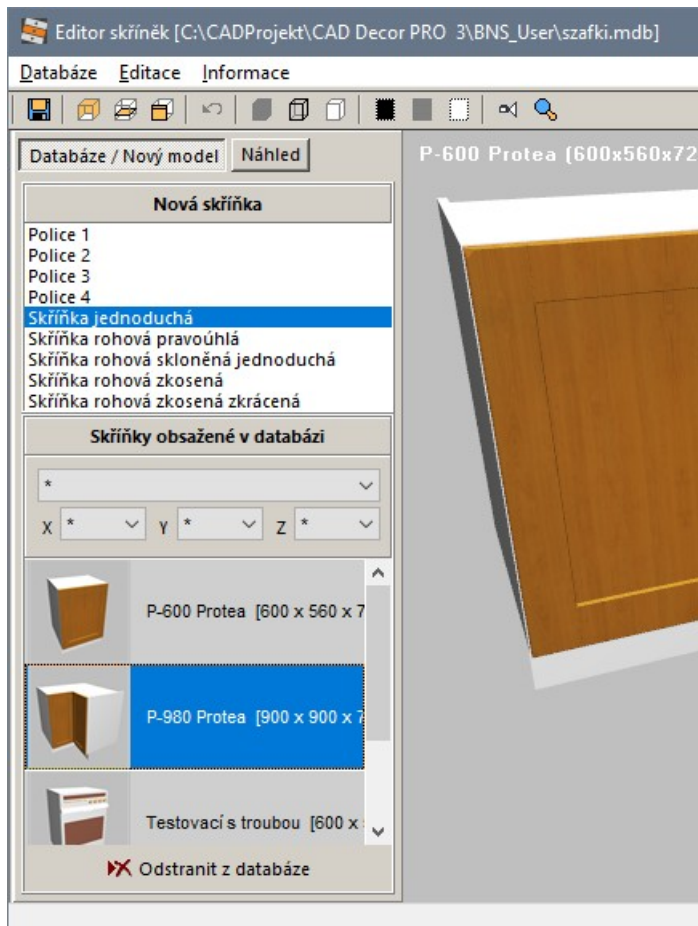 Editor skříněk [C:\CADProjekt\CAD Decor PRO 3\BNS_User\szafki.mdb]
Databáze Editace Informace
Databáze / Nový model Náhled
P-600 Protea (600x560x72
Nová skříňka
Police 1
Police 2
Police 3
Police 4
Skříňka jednoduchá
Skříňka rohová pravoúhlá
Skříňka rohová skloněná jednoduchá
Skříňka rohová zkosená
Skříňka rohová zkosená zkrácená
Skříňky obsažené v databázi
*
X * Y * Z *
P-600 Protea [600 x 560 x 7
P-980 Protea [900 x 900 x 7
Testovací s troubou [600 x
Odstranit z databáze